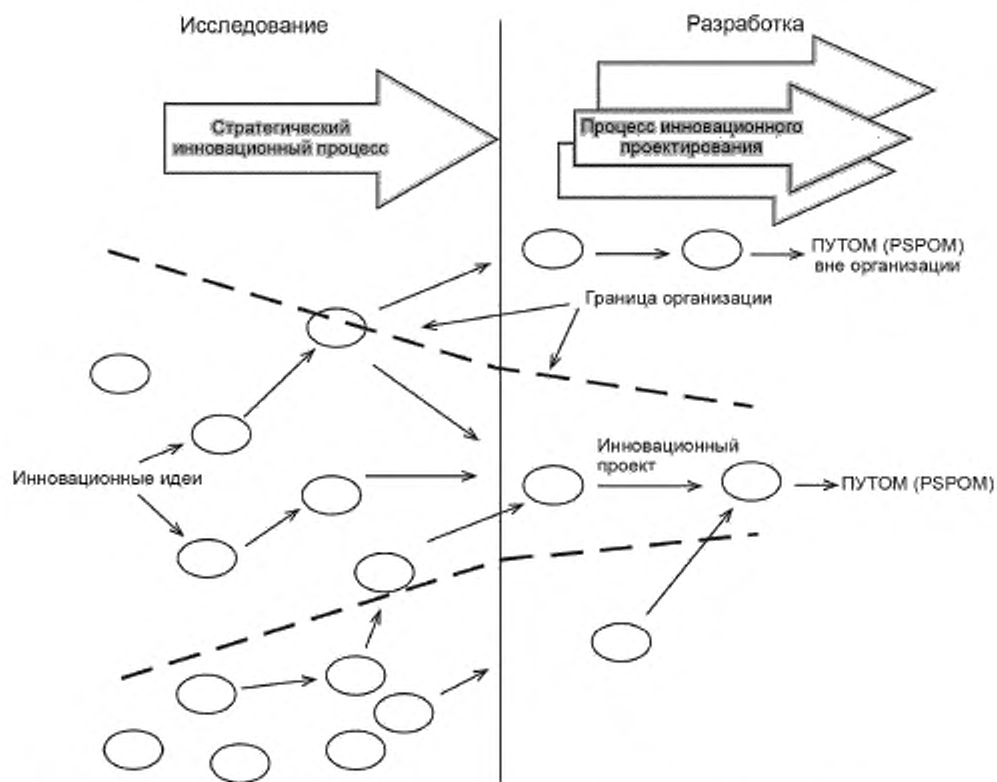 Исследование
Разработка
Стратегический
инновационный процесс
Процесс инновационного
проектирования
ПУТОМ (PSPOM)
вне организации
Граница организации
Инновационный
проект
Инновационные идеи
ПУТОМ (PSPOM)